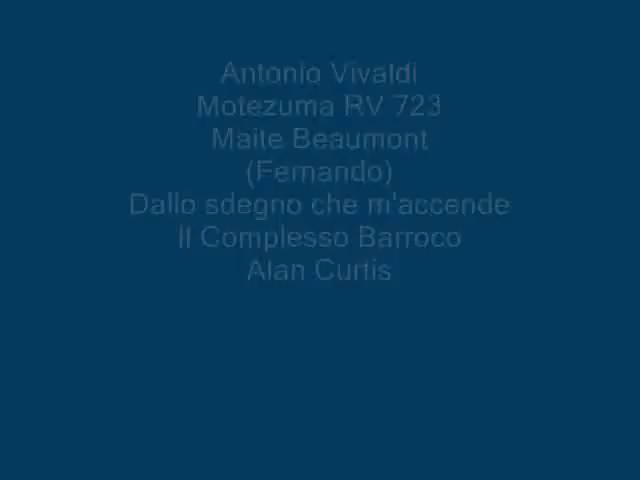 Antonio Vivaldi
Motezuma RV 723
Maite Beaumont
(Fernando)
Dallo sdegno che m'accende
Il Complesso Barroco
Alan Curtis